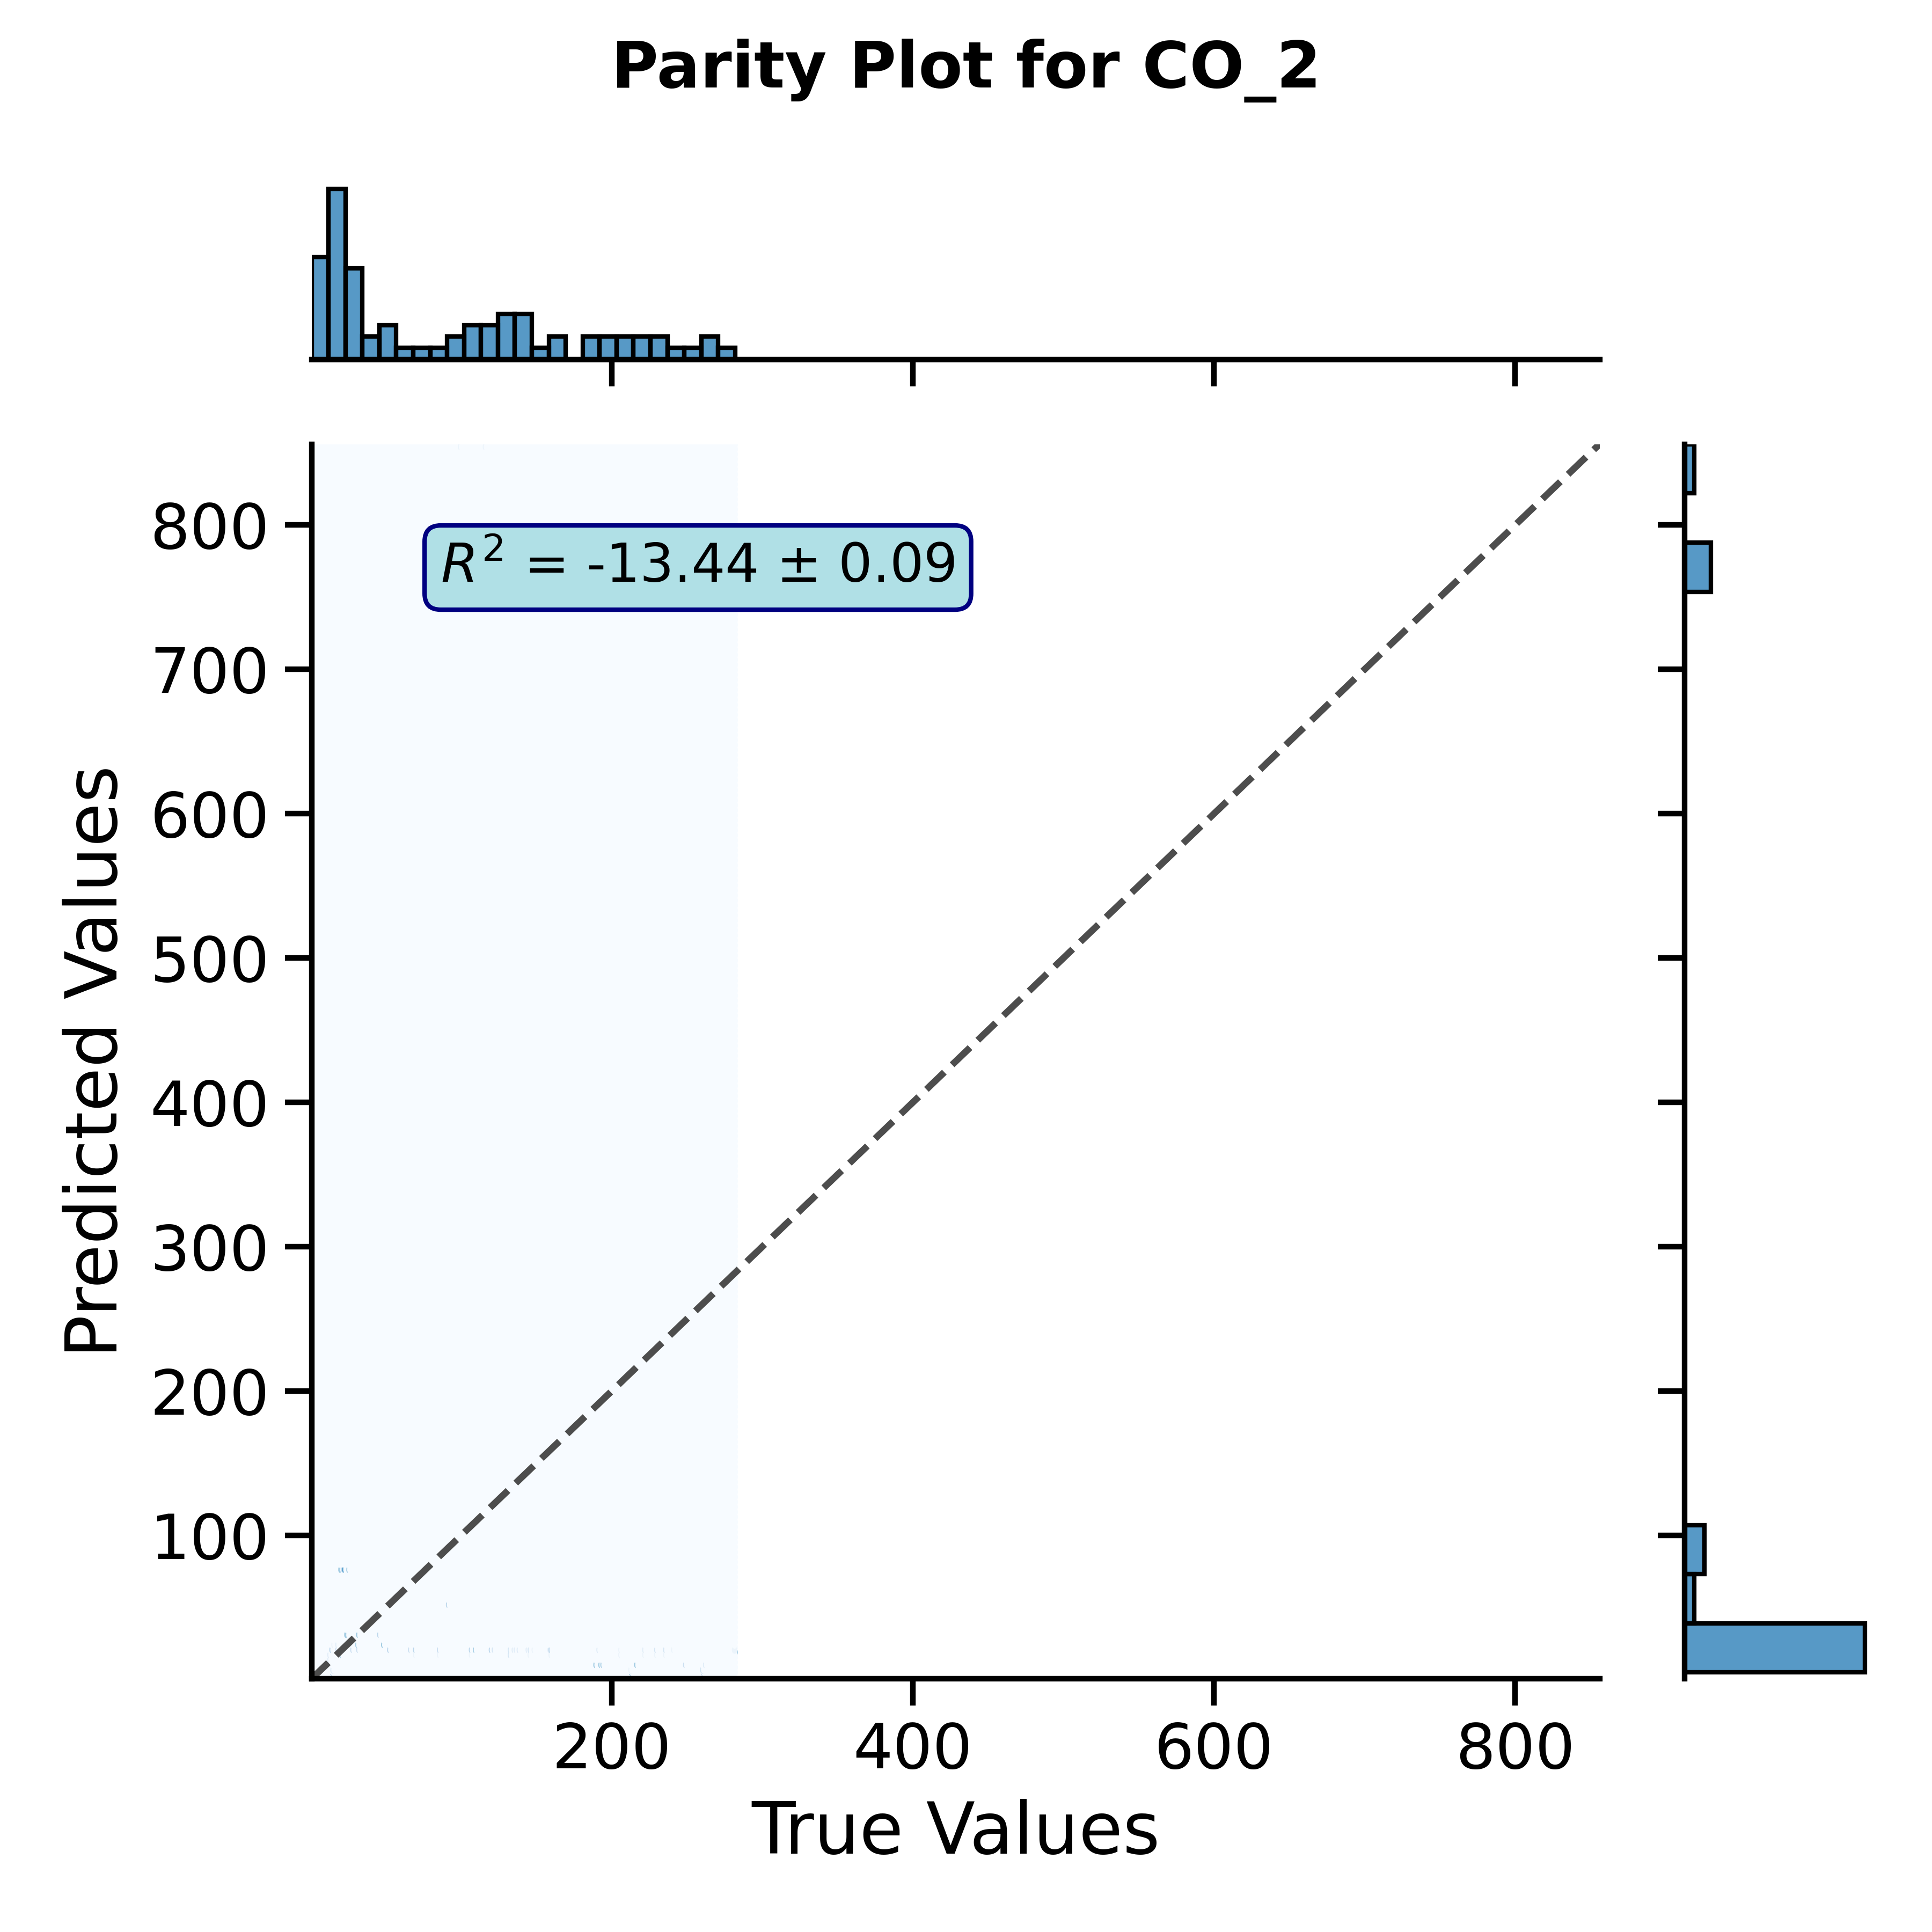 Parity Plot for CO_2
R² = -13.44 ± 0.09
800
700
600
500
400
300
200
100
Predicted Values
200 400 600 800
True Values